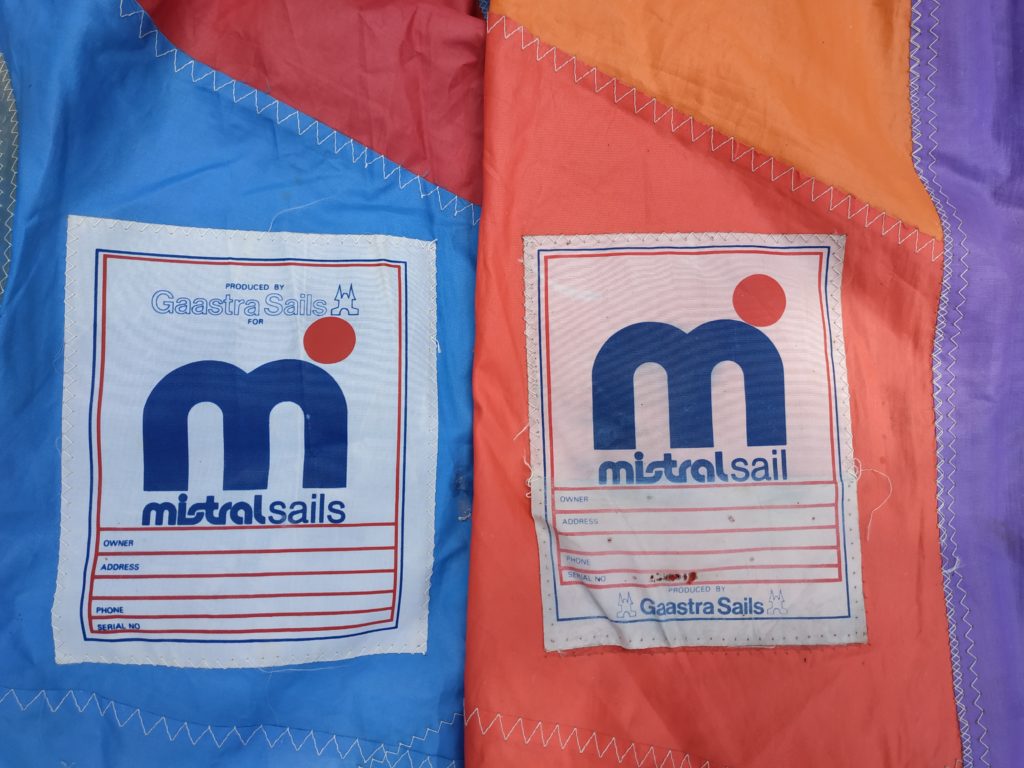 PRODUCED BY
Gaastra Sails
FOR
m
mistralsails
OWNER
ADDRESS
PHONE
SERIAL NO
m
mistralsail
OWNER
ADDRESS
PHONE
SERIAL NO
PRODUCED BY
Gaastra Sails